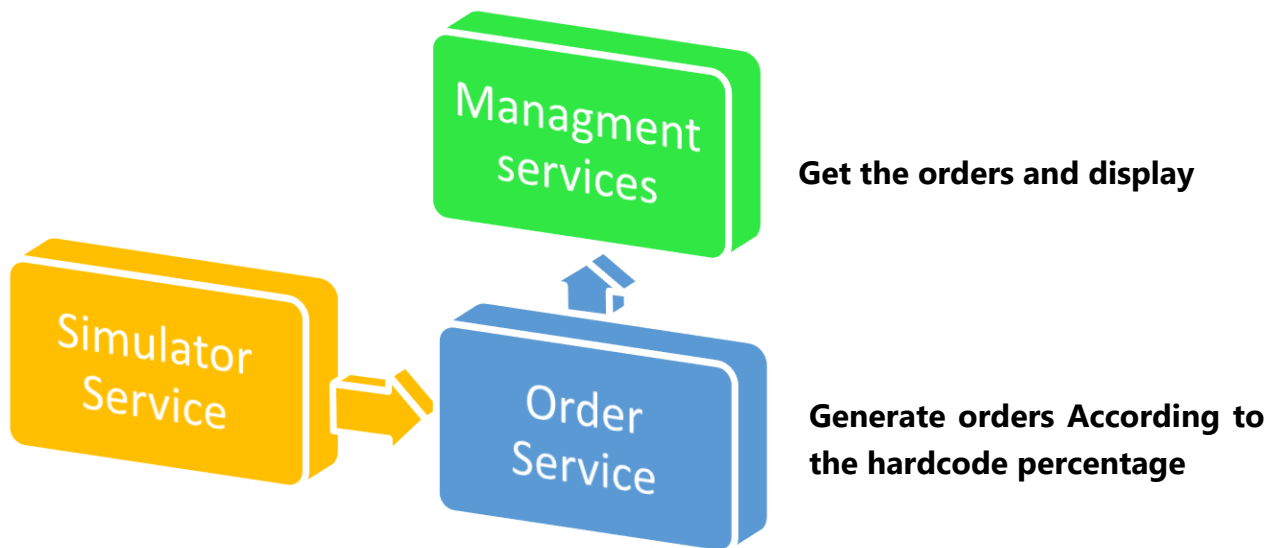 Managment
services
Get the orders and display
Simulator
Service
Order
Service
Generate orders According to
the hardcode percentage